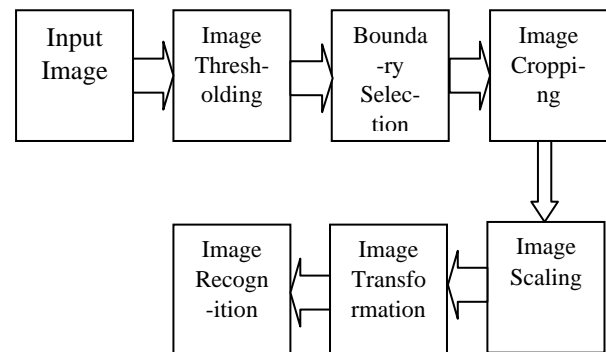 Input
Image
Image
Thresh-
olding
Bounda
-ry
Selec-
tion
Image
Croppi-
ng
Image
Scaling
Image
Transfo
rmation
Image
Recogn
-ition